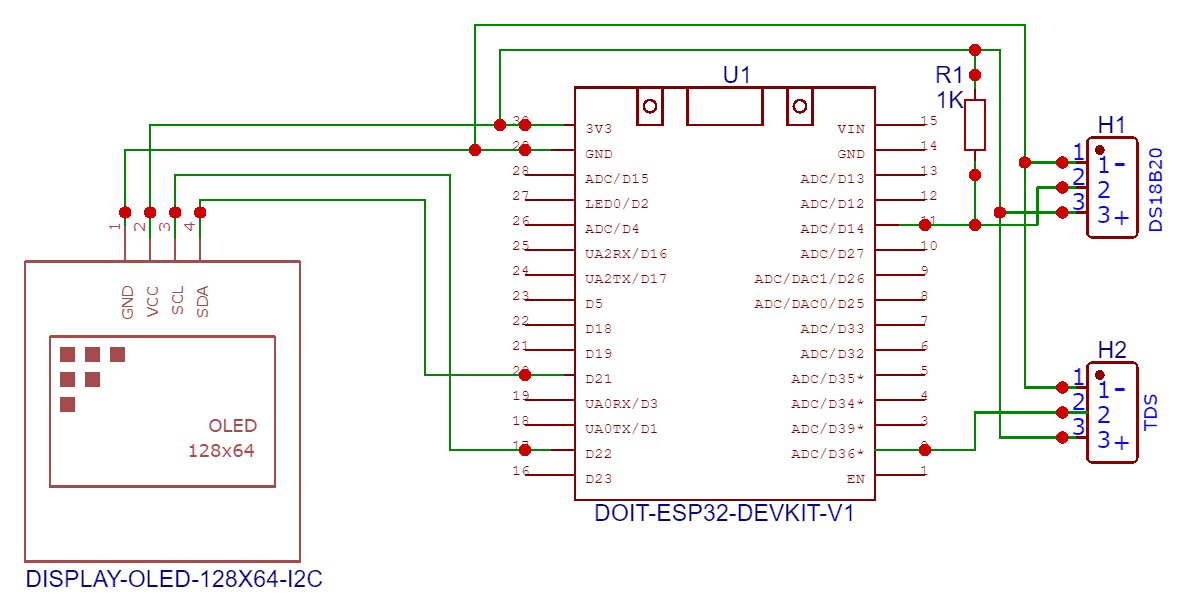 U1
R1
1K
30
3V3
29
GND
28
ADC/D15
27
LED0/D2
26
ADC/D4
25
UA2RX/D16
24
UA2TX/D17
23
D5
22
D18
21
D19
20
D21
19
UA0RX/D3
18
UA0TX/D1
17
D22
16
D23
VIN
15
GND
14
ADC/D13
13
ADC/D12
12
ADC/D14
11
ADC/D27
10
ADC/DAC1/D26
9
ADC/DAC0/D25
8
ADC/D33
7
ADC/D32
6
ADC/D35*
5
ADC/D34*
4
ADC/D39*
3
ADC/D36*
2
EN
1
DOIT-ESP32-DEVKIT-V1
H1
1 1 -
2 2
3 3 +
DS18B20
H2
1 1 -
2 2
3 3 +
TDS
1 2 3 4
GND VCC SCL SDA
OLED
128x64
DISPLAY-OLED-128X64-I2C